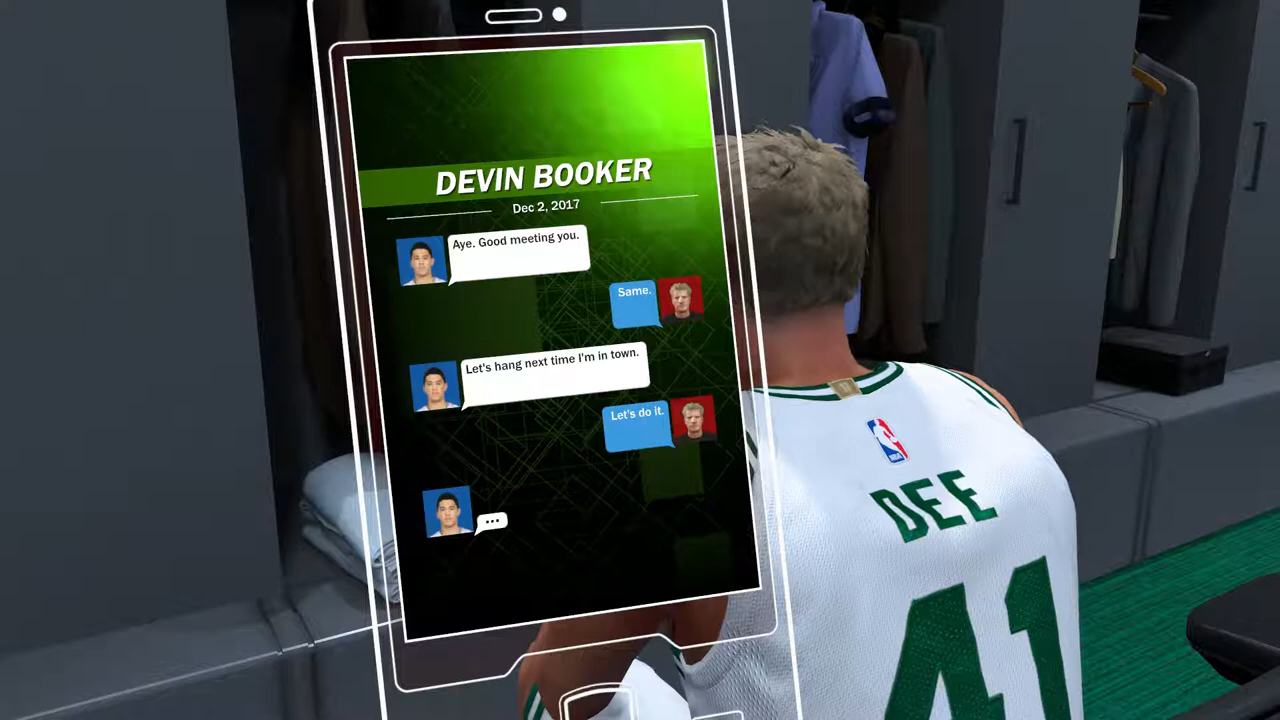 DEVIN BOOKER
Dec 2, 2017
Aye. Good meeting you.
Same.
Let's hang next time I'm in town.
Let's do it.
...
NBA
DEE
41